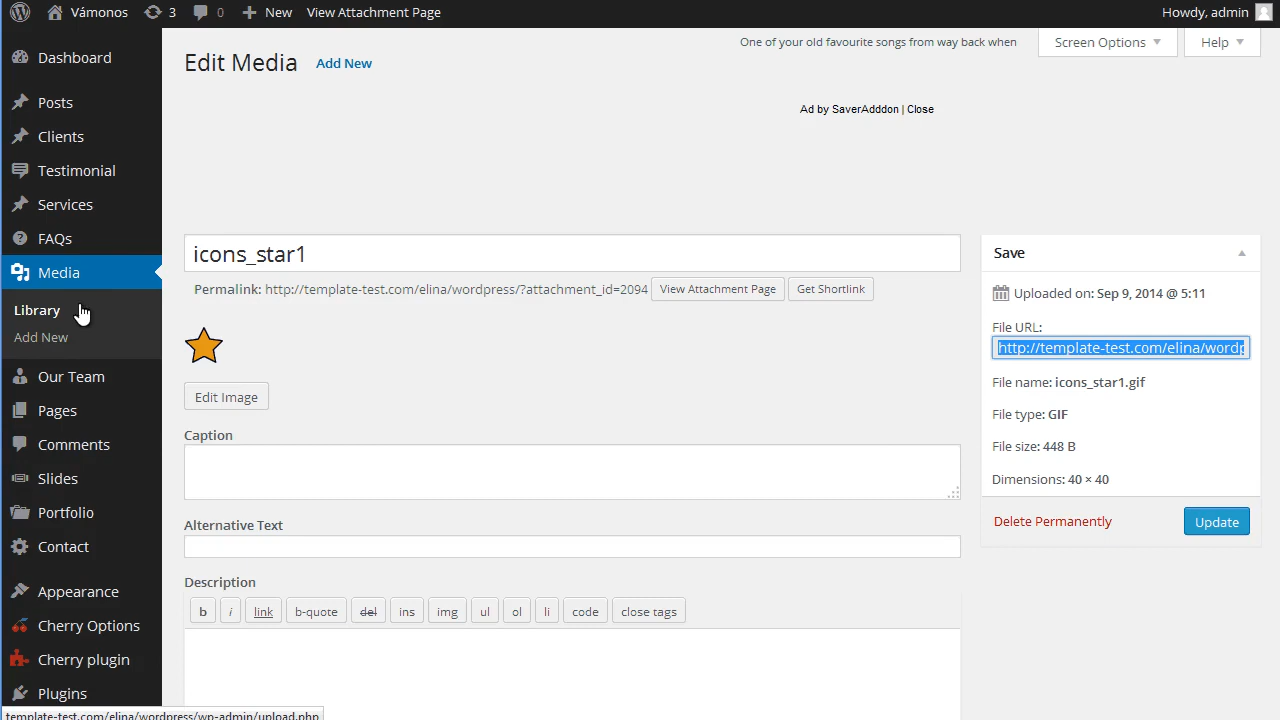 Vámonos
3
0
New
View Attachment Page
Howdy, admin
Dashboard
Posts
Clients
Testimonial
Services
FAQs
Media
Library
Add New
Our Team
Pages
Comments
Slides
Portfolio
Contact
Appearance
Cherry Options
Cherry plugin
Plugins
One of your old favourite songs from way back when
Screen Options
Help
Edit Media
Add New
Ad by SaverAdddon | Close
icons_star1
Permalink: http://template-test.com/elina/wordpress/?attachment_id=2094
View Attachment Page
Get Shortlink
Edit Image
Caption
Alternative Text
Description
b
i
link
b-quote
del
ins
img
ul
ol
li
code
close tags
Save
Uploaded on: Sep 9, 2014 @ 5:11
File URL:
http://template-test.com/elina/wordp
File name: icons_star1.gif
File type: GIF
File size: 448 B
Dimensions: 40 × 40
Delete Permanently
Update
template-test.com/elina/wordpress/wp-admin/upload.php